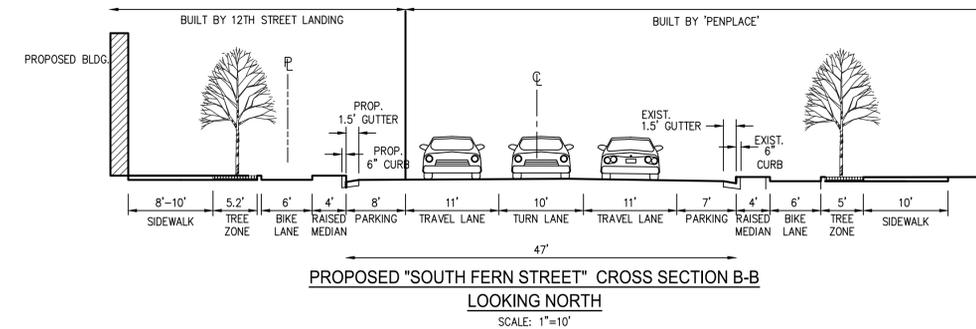 BUILT BY 12TH STREET LANDING
BUILT BY 'PENPLACE'
PROPOSED BLDG.
PL
CL
PROP.
1.5' GUTTER
PROP.
6" CURB
EXIST.
1.5' GUTTER
EXIST.
6"
CURB
8'-10' 5.2' 6' 4' 8' 11' 10' 11' 7' 4' 6' 5' 10'
SIDEWALK TREE BIKE RAISED PARKING TRAVEL LANE TURN LANE TRAVEL LANE PARKING RAISED BIKE TREE SIDEWALK
ZONE LANE MEDIAN MEDIAN LANE ZONE
47'
PROPOSED "SOUTH FERN STREET" CROSS SECTION B-B
LOOKING NORTH
SCALE: 1"=10'